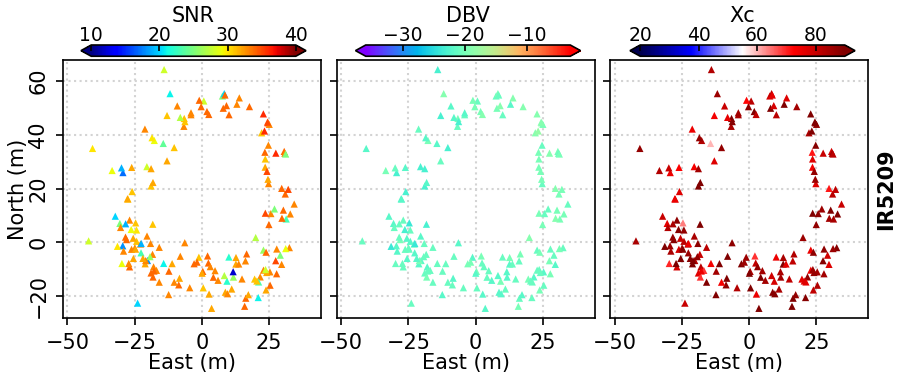 SNR DBV Xc
10 20 30 40 −30 −20 −10 20 40 60 80
60
40
20
0
−20
North (m)
IR5209
−50 −25 0 25 −50 −25 0 25 −50 −25 0 25
East (m) East (m) East (m)